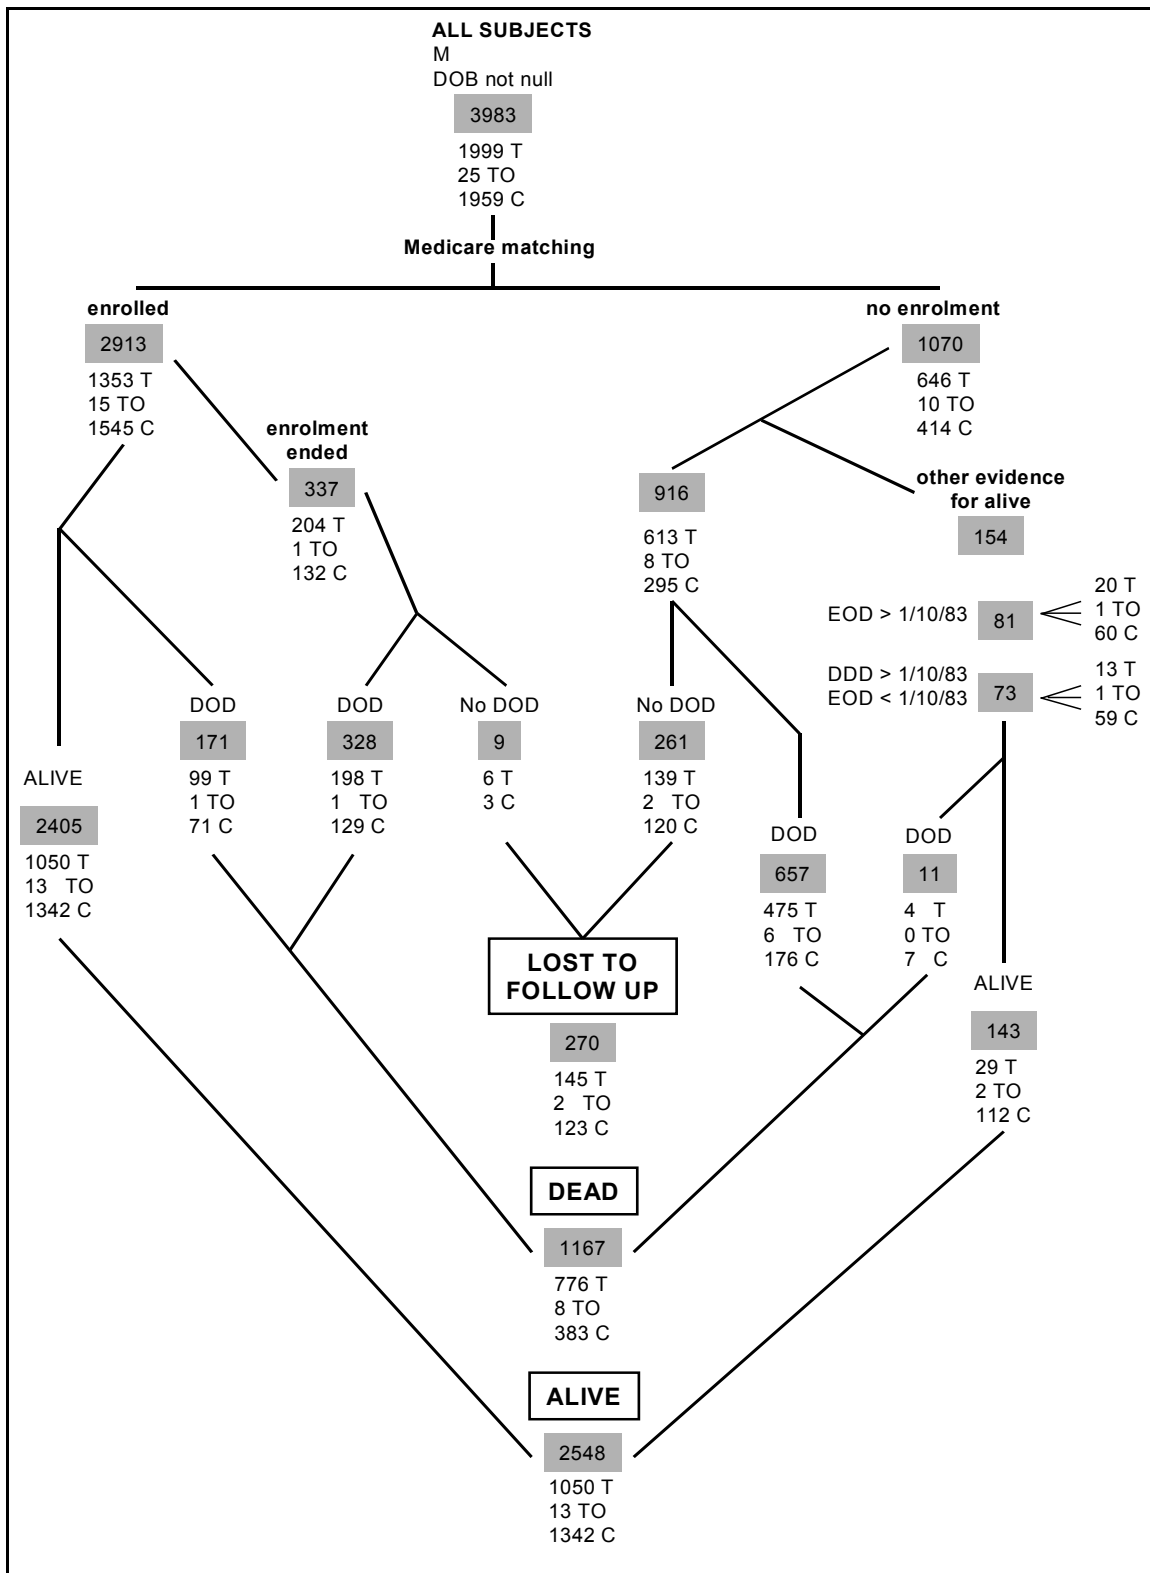 ALL SUBJECTS
M
DOB not null
3983
1999 T
25 TO
1959 C
Medicare matching
enrolled
2913
1353 T
15 TO
1545 C
no enrolment
1070
646 T
10 TO
414 C
enrolment
ended
337
204 T
1 TO
132 C
916
613 T
8 TO
295 C
other evidence
for alive
154
EOD > 1/10/83
81
20 T
1 TO
60 C
DDD > 1/10/83
EOD < 1/10/83
73
13 T
1 TO
59 C
ALIVE
2405
1050 T
13 TO
1342 C
DOD
171
99 T
1 TO
71 C
DOD
328
198 T
1 TO
129 C
No DOD
9
6 T
3 C
No DOD
261
139 T
2 TO
120 C
DOD
657
475 T
6 TO
176 C
DOD
11
4 T
0 TO
7 C
ALIVE
143
29 T
2 TO
112 C
LOST TO
FOLLOW UP
270
145 T
2 TO
123 C
DEAD
1167
776 T
8 TO
383 C
ALIVE
2548
1050 T
13 TO
1342 C